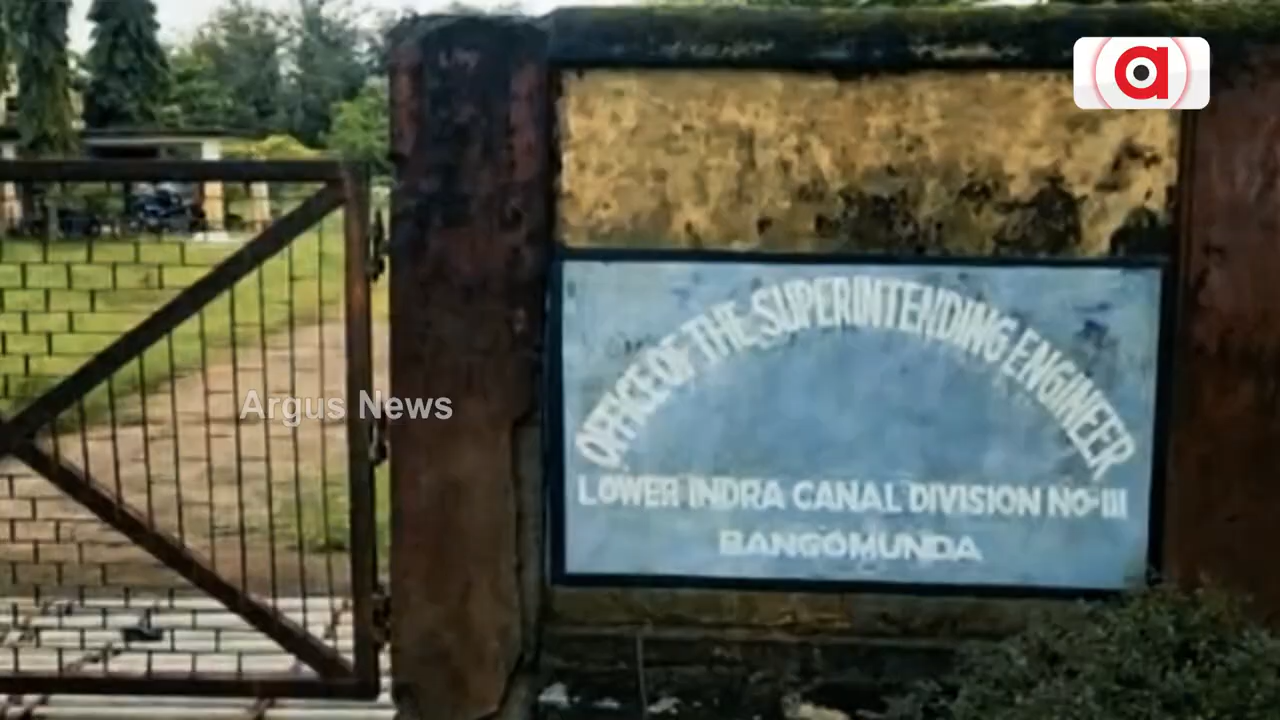 a
OFFICE OF THE SUPERINTENDING ENGINEER
LOWER INDRA CANAL DIVISION NO-III
BANGOMUNDA
Argus News